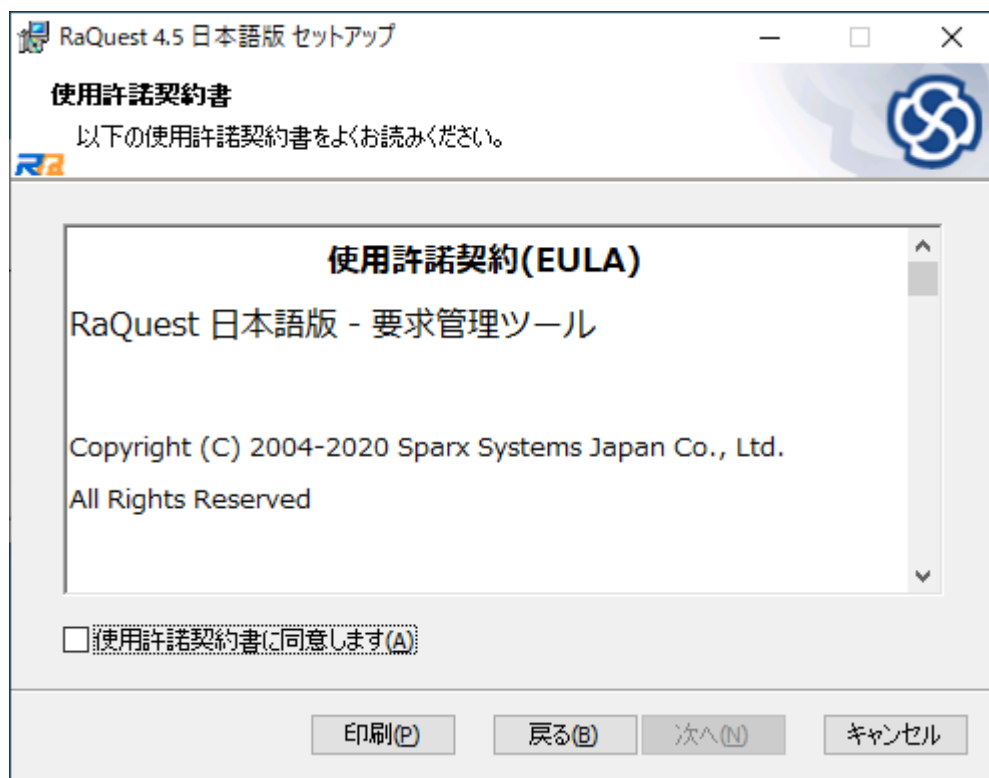 RaQuest 4.5 日本語版 セットアップ
使用許諾契約書
以下の使用許諾契約書をよくお読みください。
Ra
使用許諾契約(EULA)
RaQuest 日本語版 - 要求管理ツール
Copyright (C) 2004-2020 Sparx Systems Japan Co., Ltd.
All Rights Reserved
使用許諾契約書に同意します(A)
印刷(P) 戻る(B) 次へ(N) キャンセル